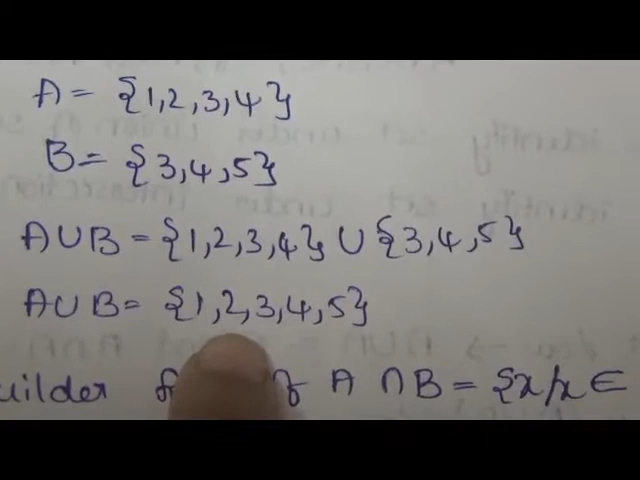 A = {1,2,3,4}
B = {3,4,5}
A∪B = {1,2,3,4} ∪ {3,4,5}
A∪B = {1,2,3,4,5}
uilder A ∩ B = {x/x ∈